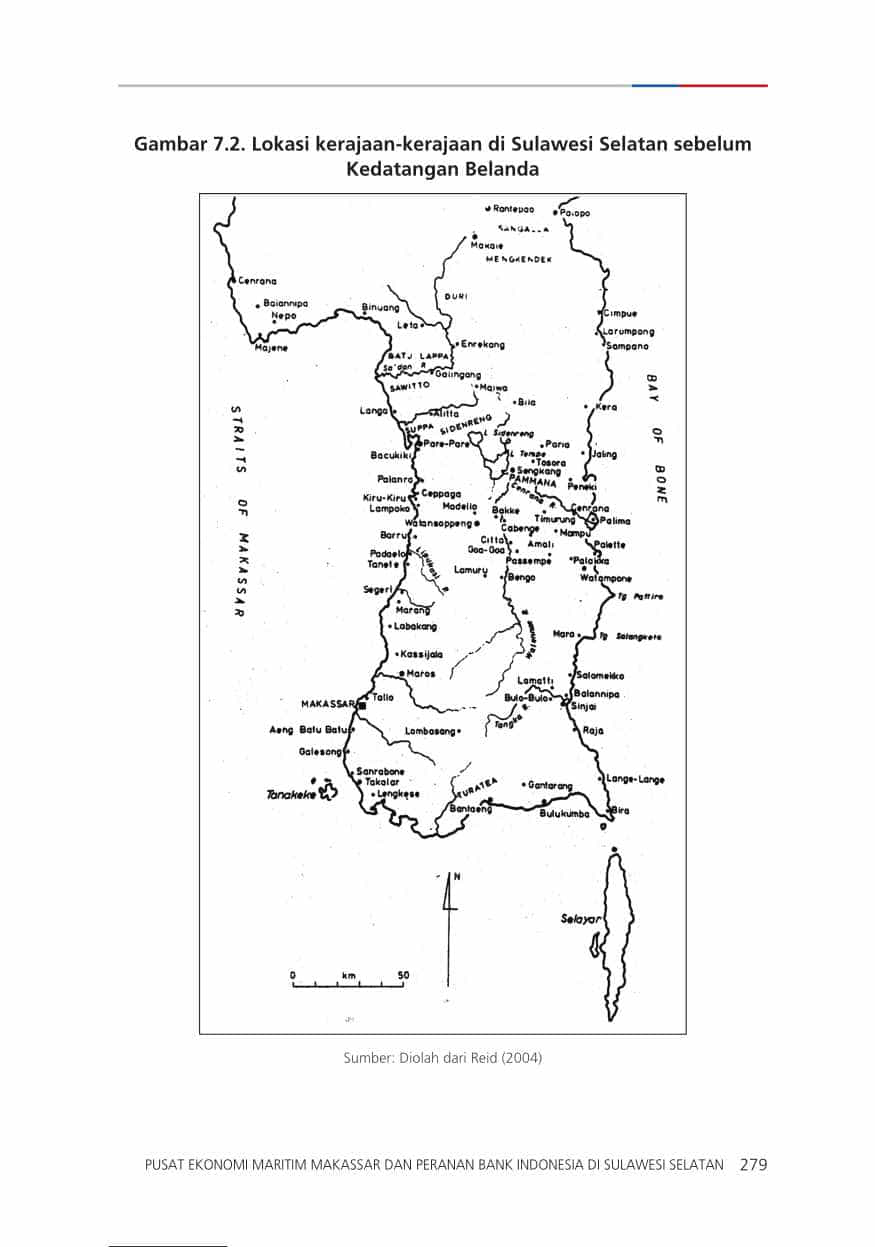 Gambar 7.2. Lokasi kerajaan-kerajaan di Sulawesi Selatan sebelum
Kedatangan Belanda
Rantepao
Palopo
SANGALLA
Makale
MENGKENDEK
Cenrana
DURI
Balannipa
Nepo
Binuang
Cimpue
Leta
Larumpong
Majene
Enrekang
Sampano
BATU LAPPA
Sa'dan R
Galingang
SAWITTO
Maiwa
BAY OF BONE
Bila
Langa
Alitta
Kera
STRAITS OF MAKASSAR
SUPPA
SIDENRENG
L Sidenreng
Pare-Pare
Paria
Bacukiki
L Tempe
Jaling
Tosora
Sengkang
Palanro
PAMMANA
Peneki
Cenrana R.
Kiru-Kiru
Ceppaga
Lampoko
Madello
Bakke
Cenrana
Timurung
Palima
Watansoppeng
Cabenge
Mampu
Barru
Citta
Amali
Palette
Padaelo
Goa-Goa
Lipukasi R
Tanete
Passempe
Palakka
Lamuru
Bengo
Watampone
Segeri
Tg Pattiro
Marang
Labakang
Mara
Tg Salangketo
Walanae R
Kassijala
Maros
Salomekko
Lamatti
Tallo
Bulo-Bulo
Balannipa
MAKASSAR
Sinjai
Tangka R.
Aeng Batu Batu
Lombasang
Raja
Galesong
Sanrabone
Takalar
Lange-Lange
Tanakeke
Lengkese
TURATEA
Gantarang
Bantaeng
Bulukumba
Bira
N
Selayar
0 km 50
Sumber: Diolah dari Reid (2004)
PUSAT EKONOMI MARITIM MAKASSAR DAN PERANAN BANK INDONESIA DI SULAWESI SELATAN 279